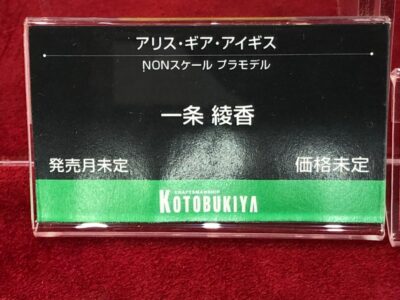 アリス・ギア・アイギス
NONスケール プラモデル
一条 綾香
発売月未定 価格未定
CRAFTSMANSHIP
KOTOBUKIYA